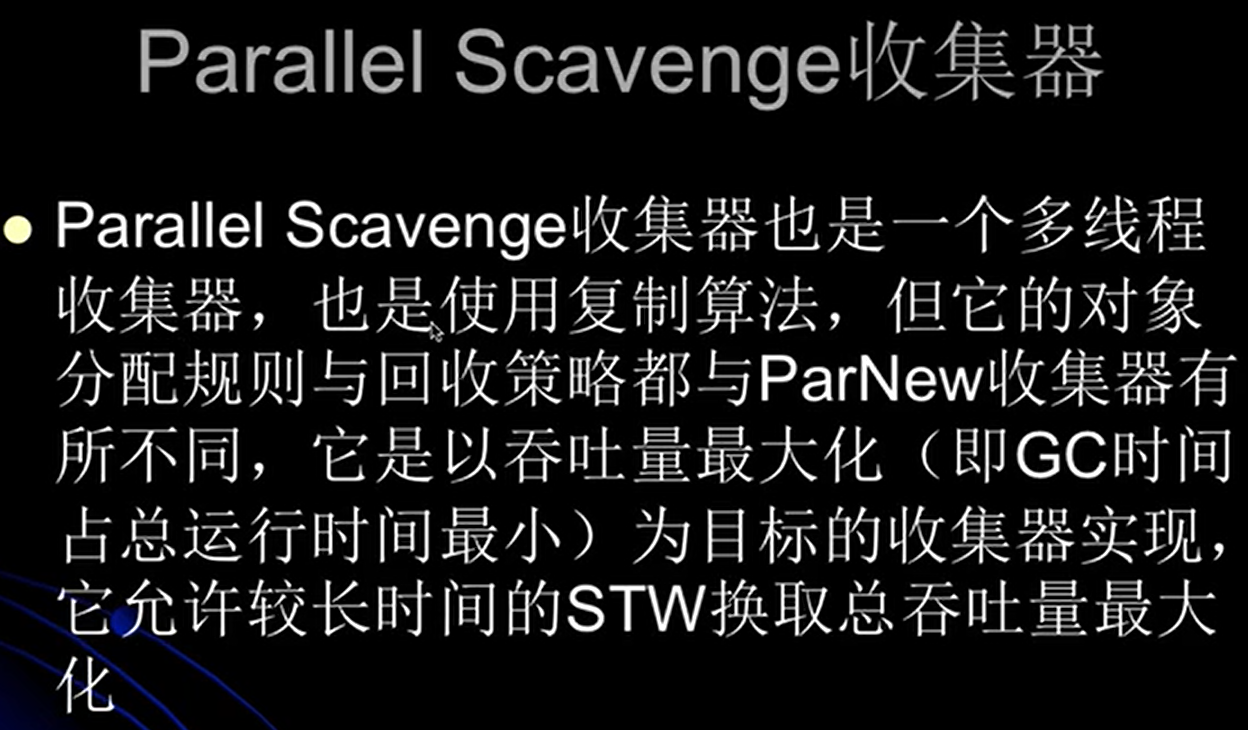 Parallel Scavenge收集器
Parallel Scavenge收集器也是一个多线程
收集器，也是使用复制算法，但它的对象
分配规则与回收策略都与ParNew收集器有
所不同，它是以吞吐量最大化（即GC时间
占总运行时间最小）为目标的收集器实现，
它允许较长时间的STW换取总吞吐量最大
化